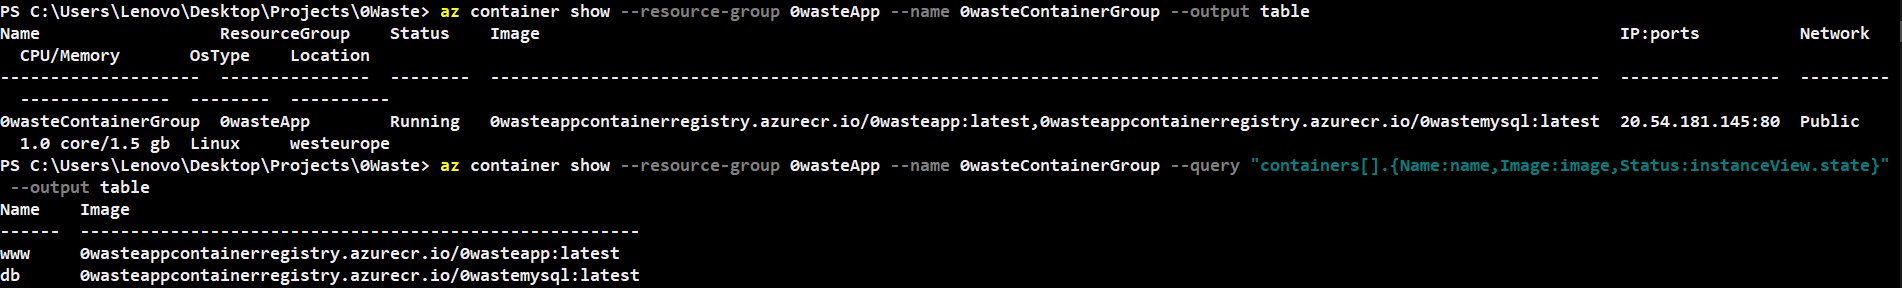 PS C:\Users\Lenovo\Desktop\Projects\0Waste> az container show --resource-group 0wasteApp --name 0wasteContainerGroup --output table
Name                  ResourceGroup    Status    Image                                                                                                            IP:ports          Network
  CPU/Memory       OsType    Location
--------------------  ---------------  --------  ---------------------------------------------------------------------------------------------------------------  ----------------  ---------
  ---------------  --------  ----------
0wasteContainerGroup  0wasteApp        Running   0wasteappcontainerregistry.azurecr.io/0wasteapp:latest,0wasteappcontainerregistry.azurecr.io/0wastemysql:latest  20.54.181.145:80  Public
  1.0 core/1.5 gb  Linux     westeurope
PS C:\Users\Lenovo\Desktop\Projects\0Waste> az container show --resource-group 0wasteApp --name 0wasteContainerGroup --query "containers[].{Name:name,Image:image,Status:instanceView.state}"
 --output table
Name    Image
------  --------------------------------------------------------
www     0wasteappcontainerregistry.azurecr.io/0wasteapp:latest
db      0wasteappcontainerregistry.azurecr.io/0wastemysql:latest